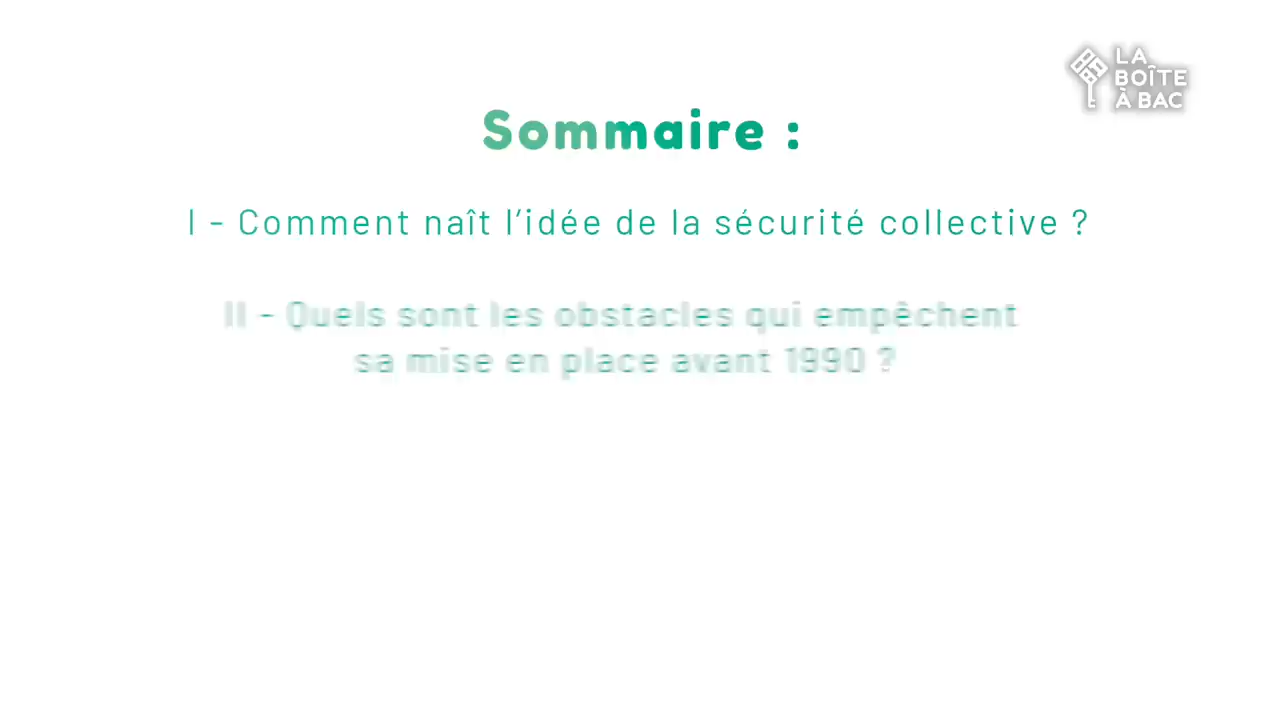 LA
BOÎTE
À BAC
Sommaire :
I - Comment naît l’idée de la sécurité collective ?
II - Quels sont les obstacles qui empêchent
sa mise en place avant 1990 ?